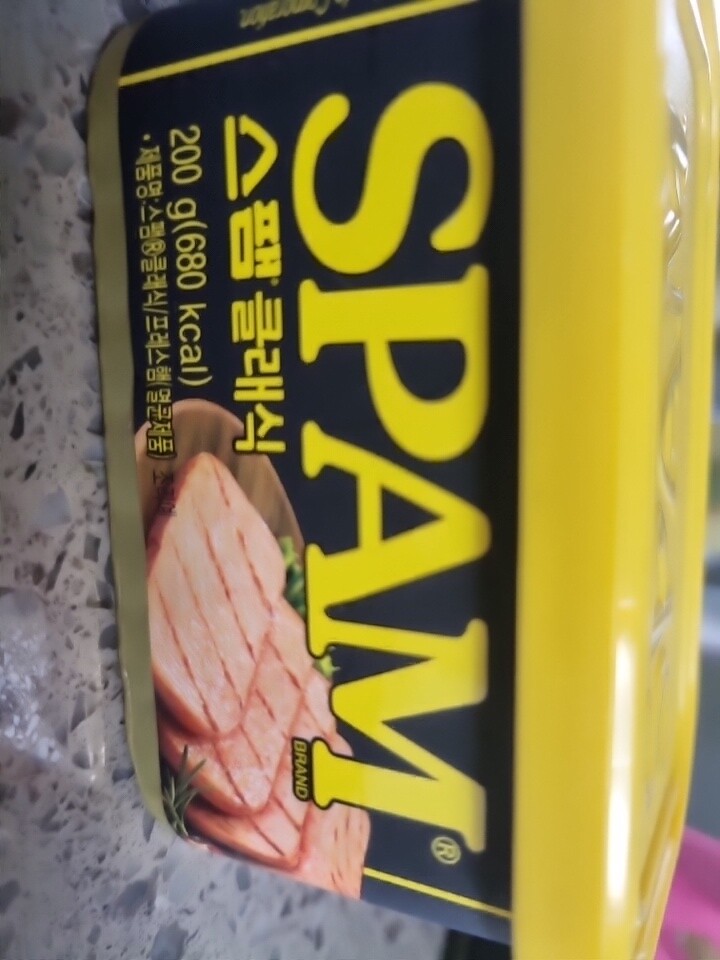 Corporation
SPAM®
BRAND
스팸® 클래식
200 g(680 kcal)
• 제품명:스팸®클래식/프레스햄(멸균제품)